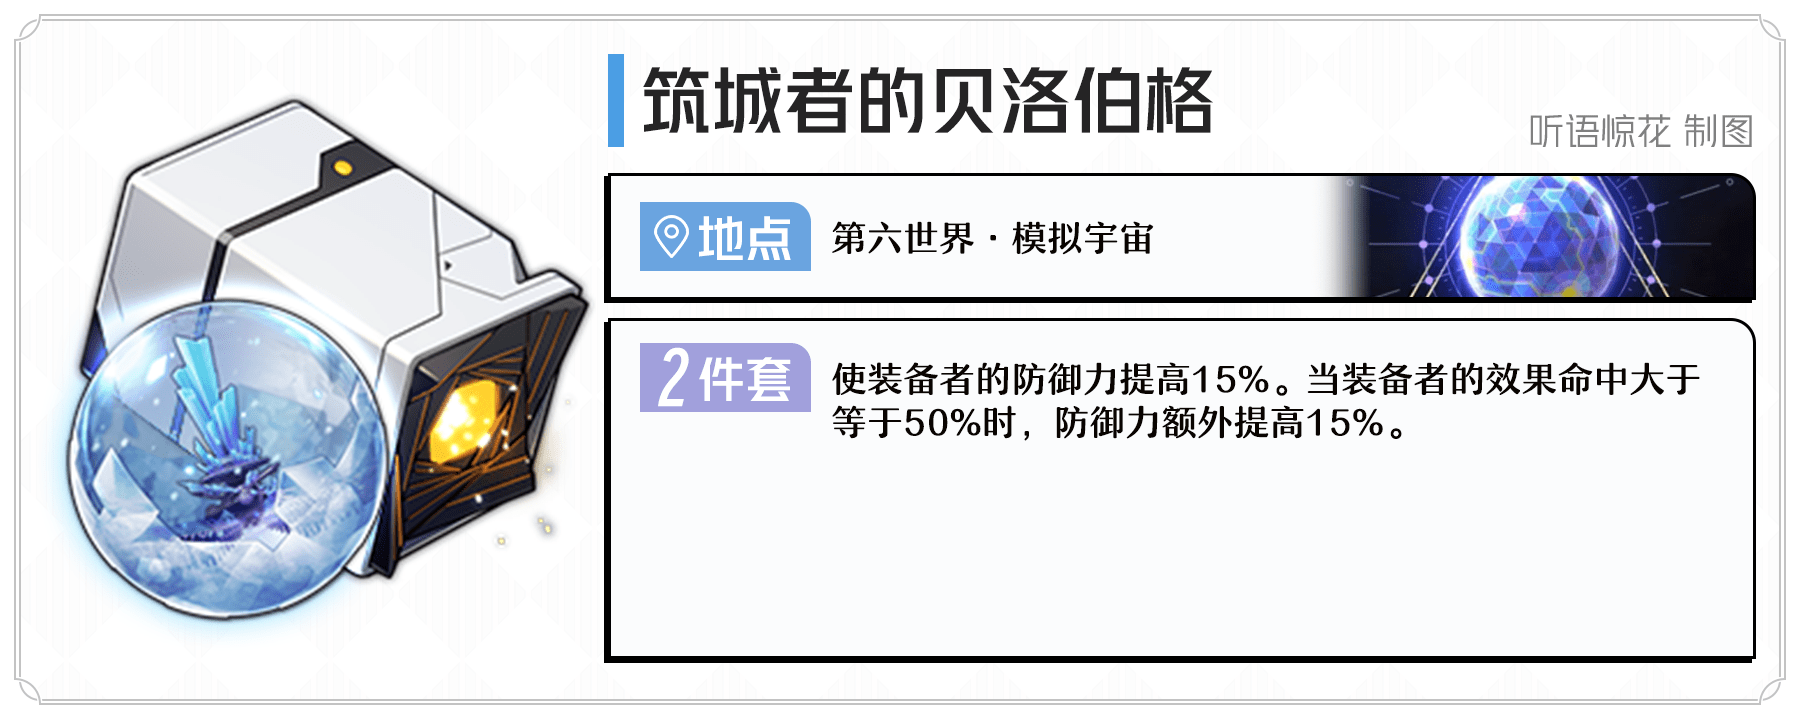 筑城者的贝洛伯格
听语惊花 制图
地点
第六世界·模拟宇宙
2件套
使装备者的防御力提高15%。当装备者的效果命中大于
等于50%时，防御力额外提高15%。